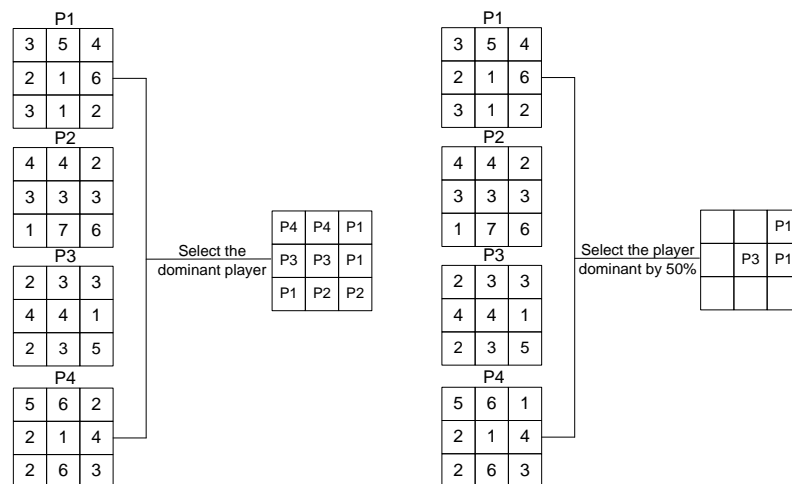 P1
3 5 4
2 1 6
3 1 2
P2
4 4 2
3 3 3
1 7 6
P3
2 3 3
4 4 1
2 3 5
P4
5 6 2
2 1 4
2 6 3
Select the
dominant player
P4 P4 P1
P3 P3 P1
P1 P2 P2
P1
3 5 4
2 1 6
3 1 2
P2
4 4 2
3 3 3
1 7 6
P3
2 3 3
4 4 1
2 3 5
P4
5 6 1
2 1 4
2 6 3
Select the player
dominant by 50%
P1
P3 P1